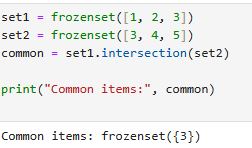 set1 = frozenset([1, 2, 3])
set2 = frozenset([3, 4, 5])
common = set1.intersection(set2)
print("Common items:", common)
Common items: frozenset({3})